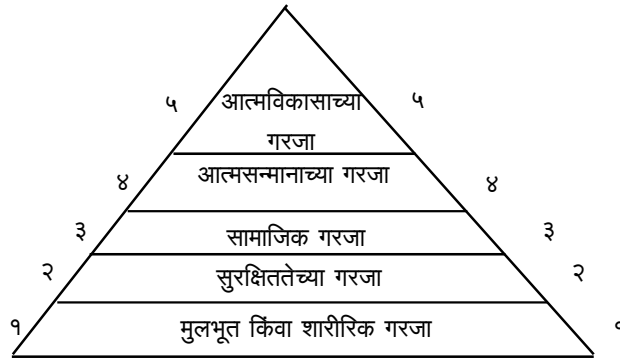 ५ आत्मविकासाच्या ५
गरजा
४ आत्मसन्मानाच्या गरजा ४
३ सामाजिक गरजा ३
२ सुरक्षिततेच्या गरजा २
१ मुलभूत किंवा शारीरिक गरजा